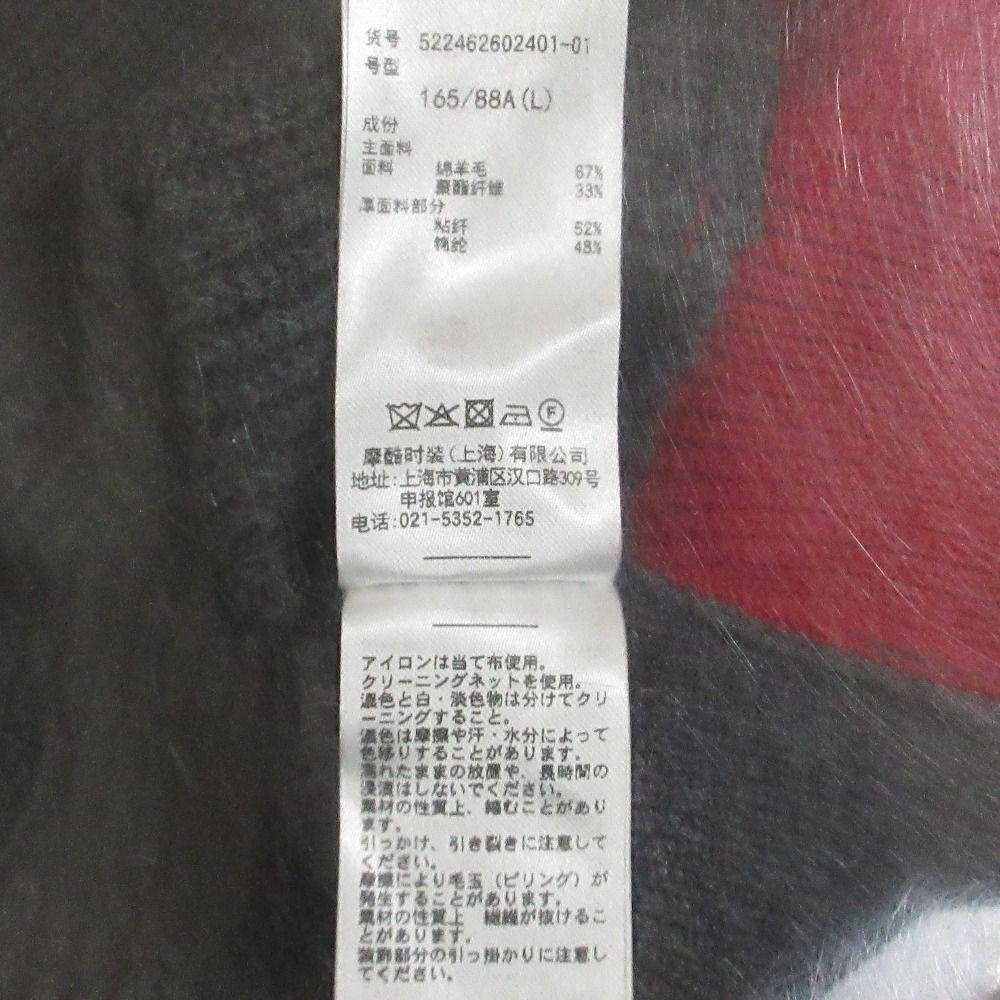 货号 522462602401-01
号型
165/88A(L)
成份
主面料
面料 绵羊毛 67%
聚酯纤维 33%
厚面料部分
粘纤 52%
锦纶 48%
F
摩酷时装(上海)有限公司
地址:上海市黄浦区汉口路309号
申报馆601室
电话:021-5352-1765
アイロンは当て布使用。
クリーニングネットを使用。
濃色と白・淡色物は分けてクリ
ーニングすること。
濃色は摩擦や汗・水分によって
色移りすることがあります。
濡れたままの放置や、長時間の
浸漬はしないでください。
素材の性質上、縮むことがあり
ます。
引っかけ、引き裂きに注意して
ください。
摩擦により毛玉(ピリング)が
発生することがあります。
素材の性質上 繊維が抜けるこ
とがあります。
装飾部分の引っ掛かりに注意し
てください。